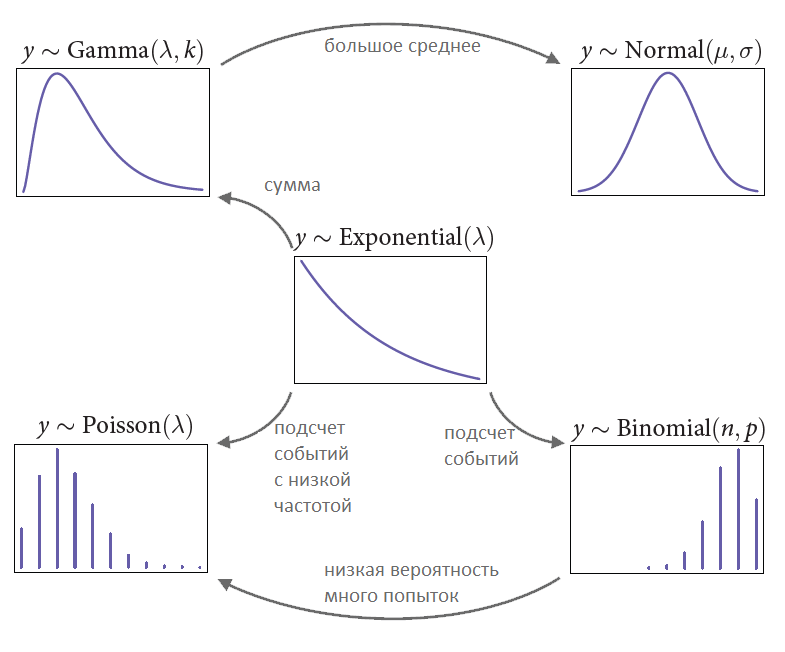 y ~ Gamma(λ, k)
большое среднее
y ~ Normal(μ, σ)
сумма
y ~ Exponential(λ)
y ~ Poisson(λ)
подсчет
событий
с низкой
частотой
подсчет
событий
y ~ Binomial(n, p)
низкая вероятность
много попыток